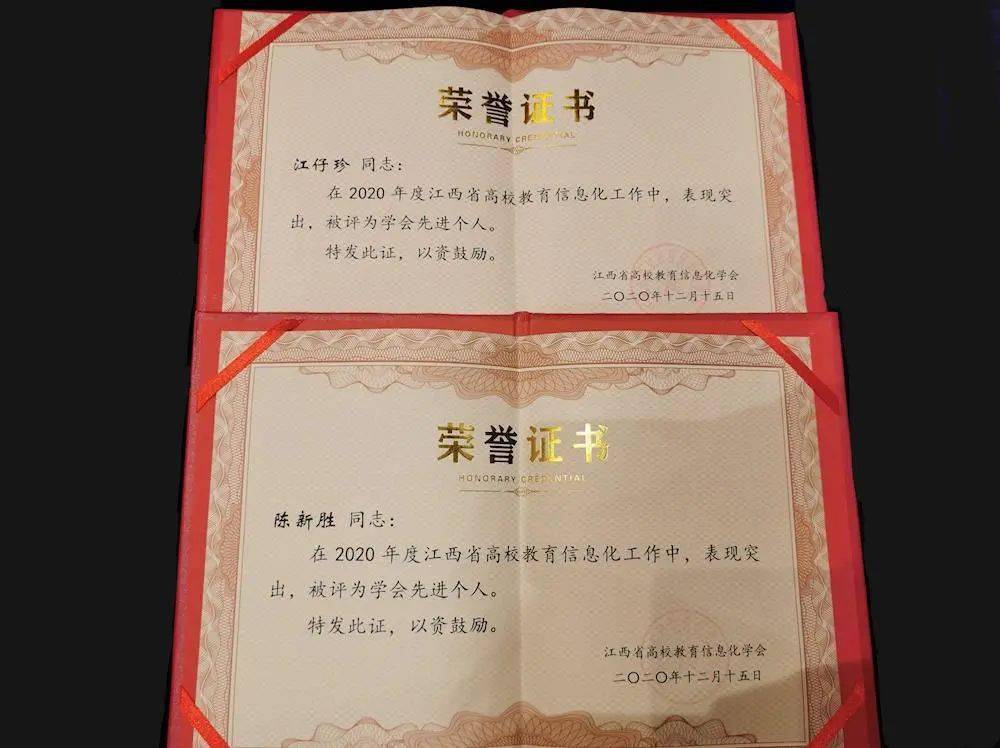 荣誉证书
HONORARY CREDENTIAL
江仔珍 同志：
在 2020 年度江西省高校教育信息化工作中，表现突
出，被评为学会先进个人。
特发此证，以资鼓励。
江西省高校教育信息化学会
二〇二〇年十二月十五日
荣誉证书
HONORARY CREDENTIAL
陈新胜 同志：
在 2020 年度江西省高校教育信息化工作中，表现突
出，被评为学会先进个人。
特发此证，以资鼓励。
江西省高校教育信息化学会
二〇二〇年十二月十五日